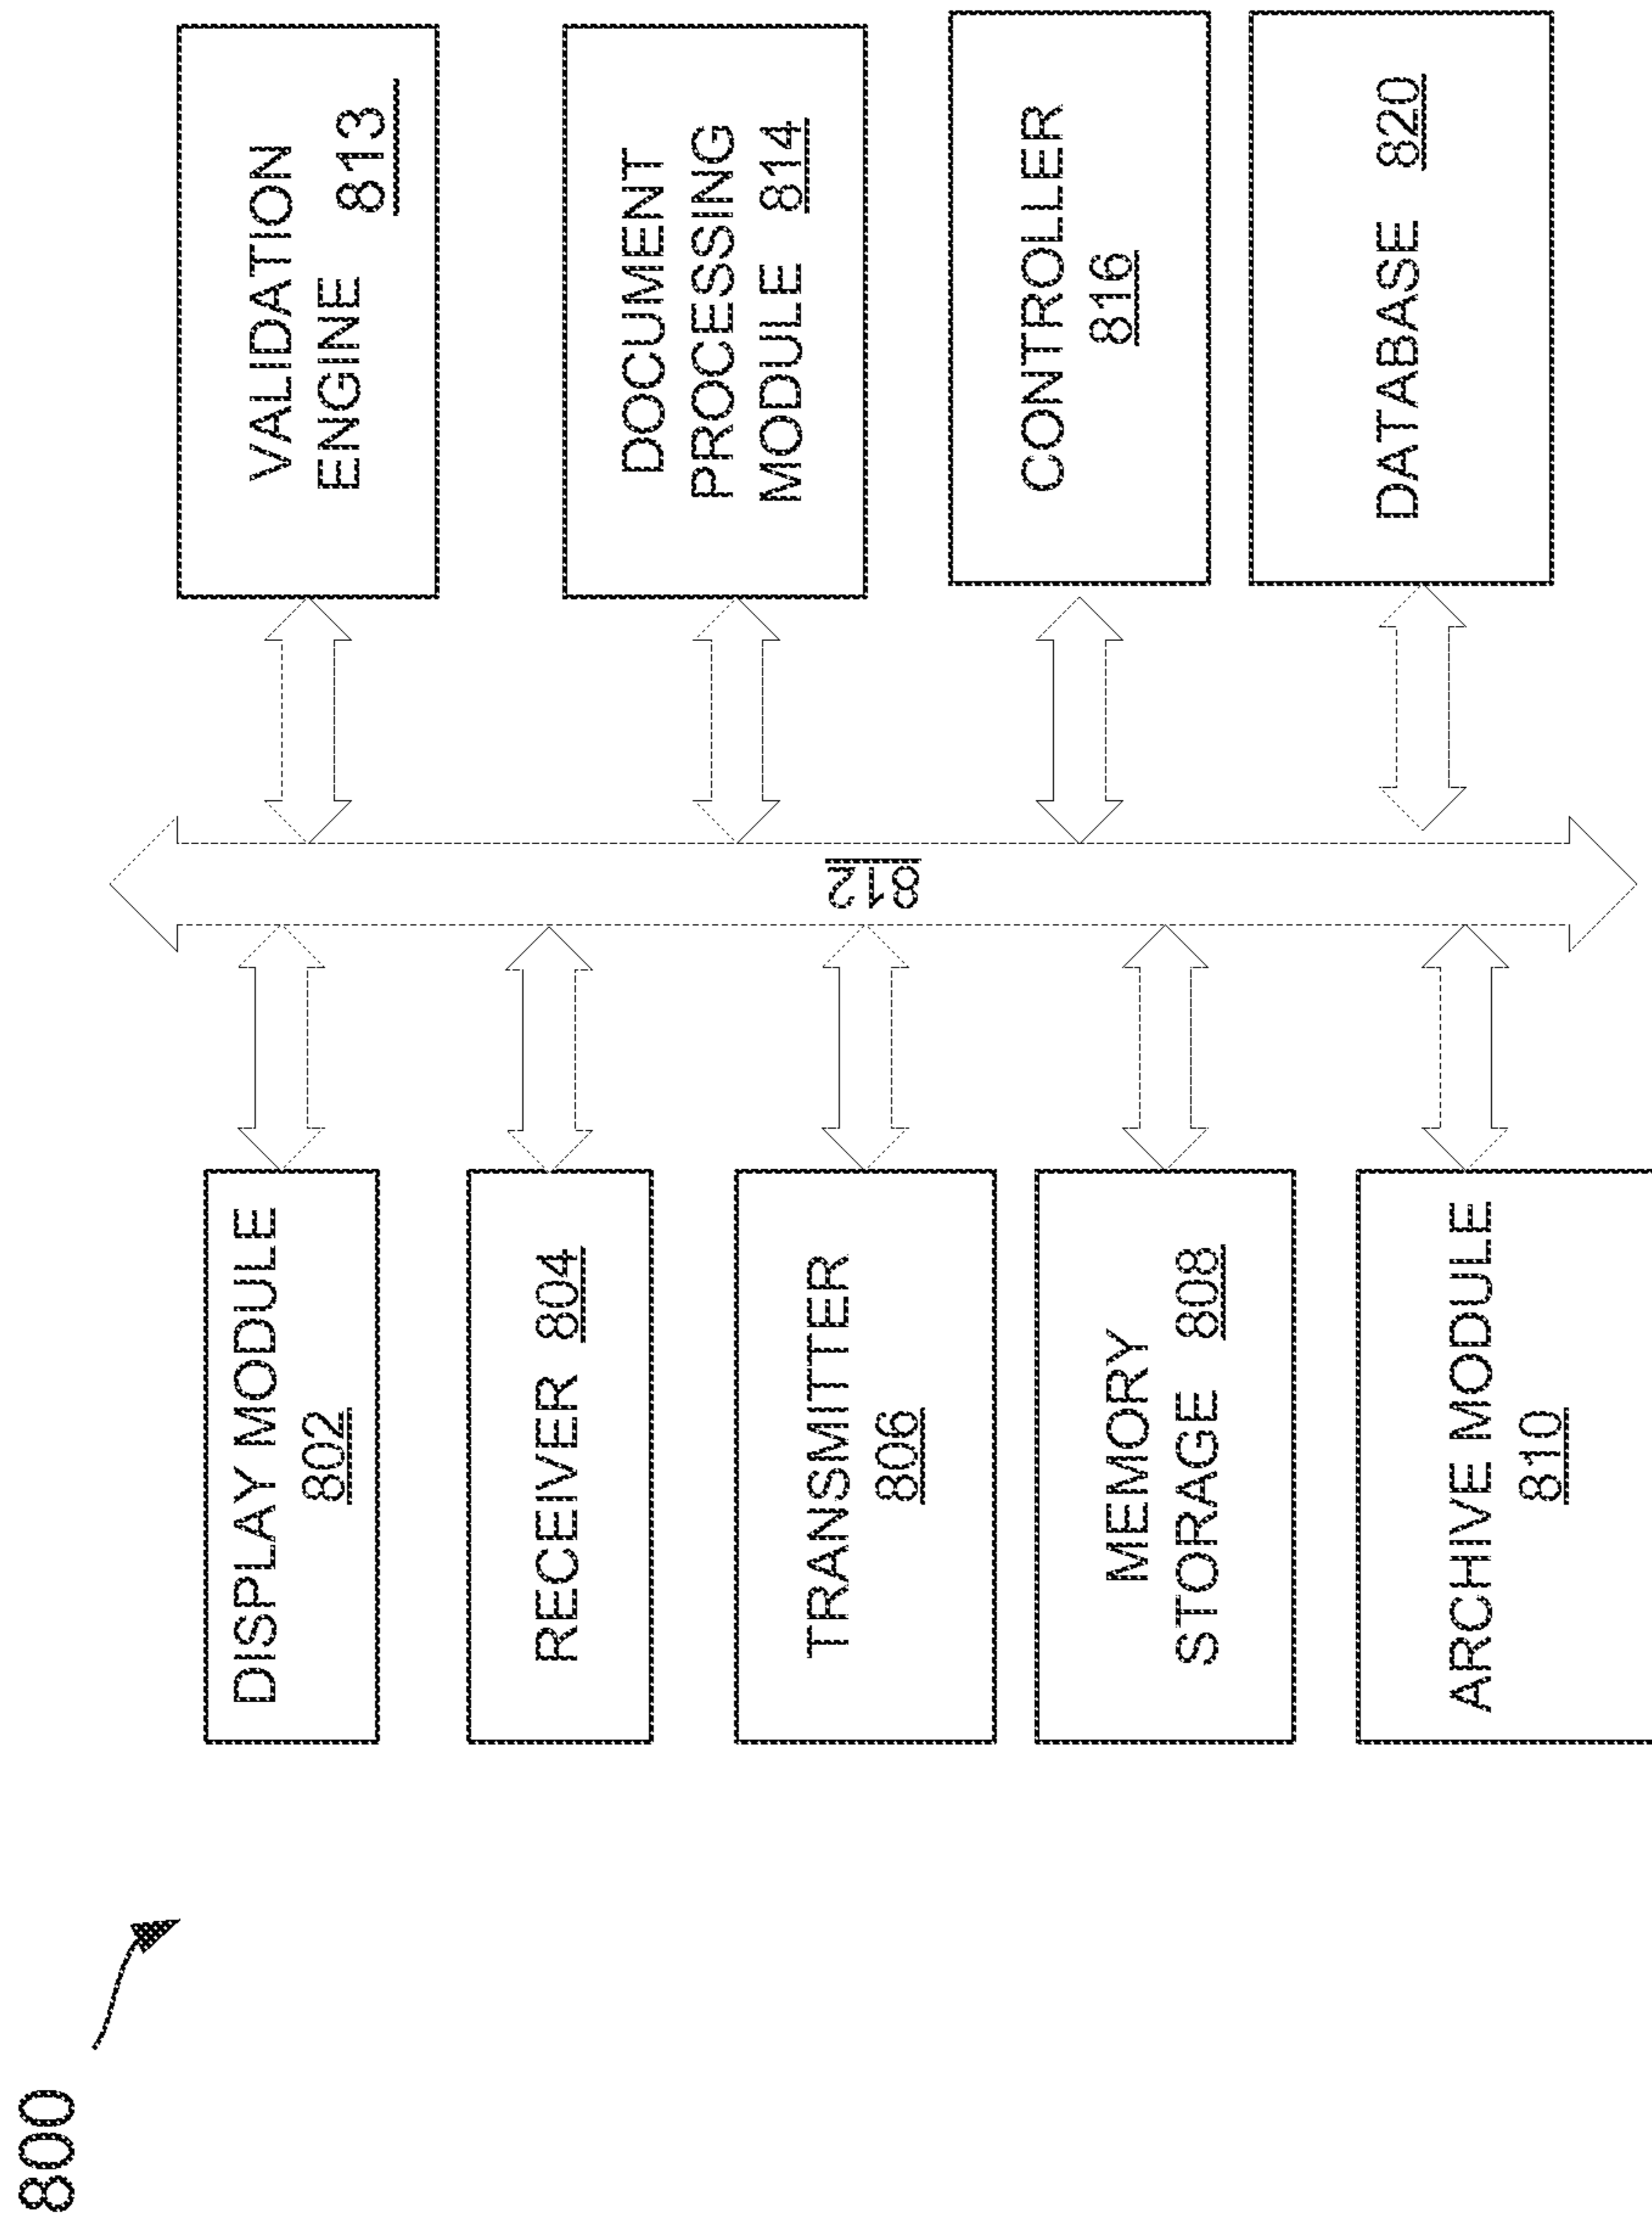 800
DISPLAY MODULE
802
RECEIVER 804
TRANSMITTER
806
MEMORY
STORAGE 808
ARCHIVE MODULE
810
812
VALIDATION
ENGINE 813
DOCUMENT
PROCESSING
MODULE 814
CONTROLLER
816
DATABASE 820